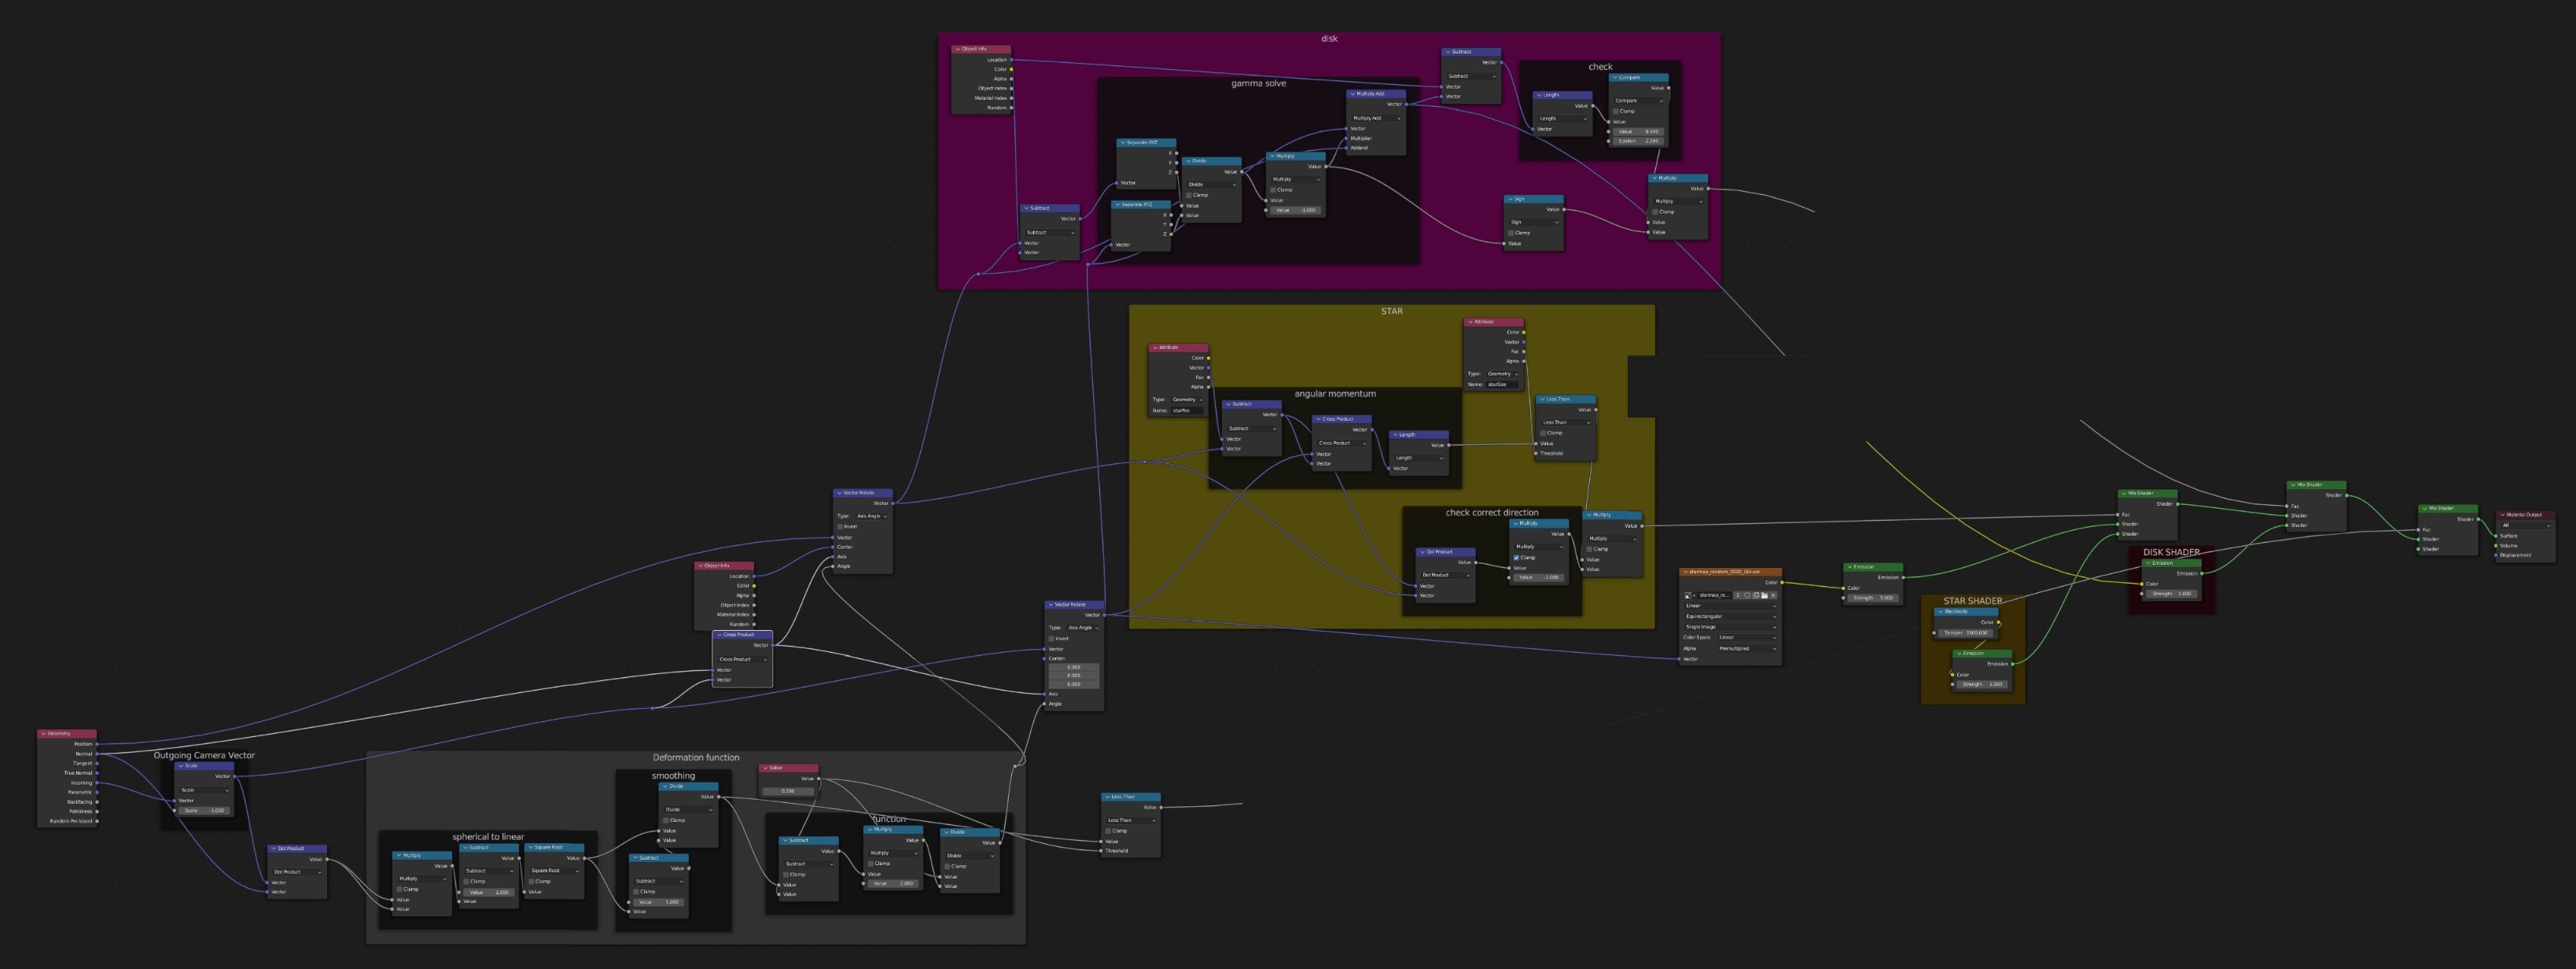 disk
Object Info
Location
Color
Alpha
Object Index
Material Index
Random
Subtract
Vector
Subtract
Vector
Vector
gamma solve
Separate XYZ
X
Y
Z
Vector
Separate XYZ
X
Y
Z
Vector
Divide
Value
Divide
Clamp
Value
Value
Multiply
Value
Multiply
Clamp
Value
Value -1.000
Multiply Add
Vector
Multiply Add
Vector
Multiplier
Addend
Subtract
Vector
Subtract
Vector
Vector
check
Length
Value
Length
Vector
Compare
Value
Compare
Clamp
Value
Value
Epsilon
Sign
Value
Sign
Clamp
Value
Multiply
Value
Multiply
Clamp
Value
Value
STAR
Attribute
Color
Vector
Fac
Alpha
Type: Geometry
Name: starPos
angular momentum
Subtract
Vector
Subtract
Vector
Vector
Cross Product
Vector
Cross Product
Vector
Vector
Length
Value
Length
Vector
Attribute
Color
Vector
Fac
Alpha
Type: Geometry
Name: starSize
Less Than
Value
Less Than
Clamp
Value
Threshold
check correct direction
Dot Product
Value
Dot Product
Vector
Vector
Multiply
Value
Multiply
Clamp
Value
Value -1.000
Multiply
Value
Multiply
Clamp
Value
Value
Vector Rotate
Vector
Type: Axis Angle
Invert
Vector
Center
Axis
Angle
Object Info
Location
Color
Alpha
Object Index
Material Index
Random
Cross Product
Vector
Cross Product
Vector
Vector
Vector Rotate
Vector
Type: Axis Angle
Invert
Vector
Center:
0.000
0.000
0.000
Axis
Angle
Geometry
Position
Normal
Tangent
True Normal
Incoming
Parametric
Backfacing
Pointiness
Random Per Island
Outgoing Camera Vector
Scale
Vector
Scale
Vector
Scale -1.000
Dot Product
Value
Dot Product
Vector
Vector
Deformation function
spherical to linear
Multiply
Value
Multiply
Clamp
Value
Value
Subtract
Value
Subtract
Clamp
Value 1.000
Value
Square Root
Value
Square Root
Clamp
Value
smoothing
Divide
Value
Divide
Clamp
Value
Value
Subtract
Value
Subtract
Clamp
Value 1.000
Value
Value
Value
function
Subtract
Value
Subtract
Clamp
Value
Value
Multiply
Value
Multiply
Clamp
Value
Value 2.000
Divide
Value
Divide
Clamp
Value
Value
Less Than
Value
Less Than
Clamp
Value
Threshold
Color
Linear
Equirectangular
Single Image
Color Space Linear
Alpha Premultiplied
Vector
Emission
Emission
Color
Strength 5.000
STAR SHADER
Blackbody
Color
Emission
Emission
Color
Strength 1.000
DISK SHADER
Emission
Emission
Color
Strength 1.000
Mix Shader
Shader
Fac
Shader
Shader
Mix Shader
Shader
Fac
Shader
Shader
Mix Shader
Shader
Fac
Shader
Shader
Material Output
All
Surface
Volume
Displacement